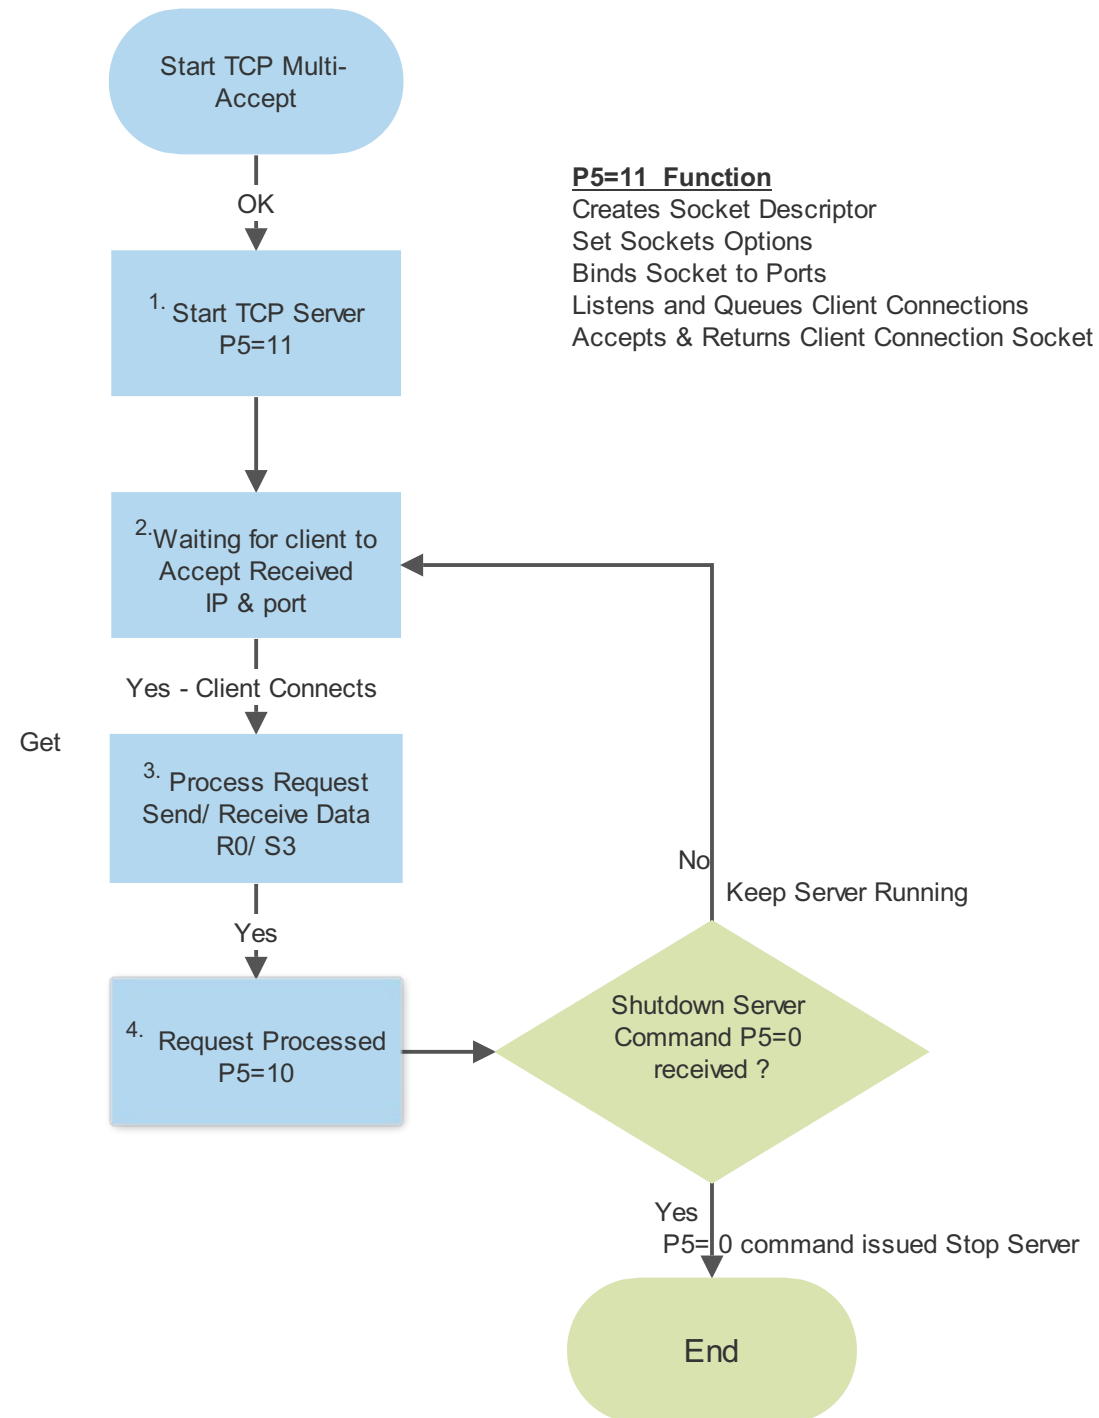 Start TCP Multi-
Accept
OK
P5=11  Function
Creates Socket Descriptor
Set Sockets Options
Binds Socket to Ports
Listens and Queues Client Connections
Accepts & Returns Client Connection Socket
1. Start TCP Server
P5=11
2.Waiting for client to
Accept Received
IP & port
Yes - Client Connects
Get
3. Process Request
Send/ Receive Data
R0/ S3
Yes
4. Request Processed
P5=10
No
Keep Server Running
Shutdown Server
Command P5=0
received ?
Yes
P5= 0 command issued Stop Server
End